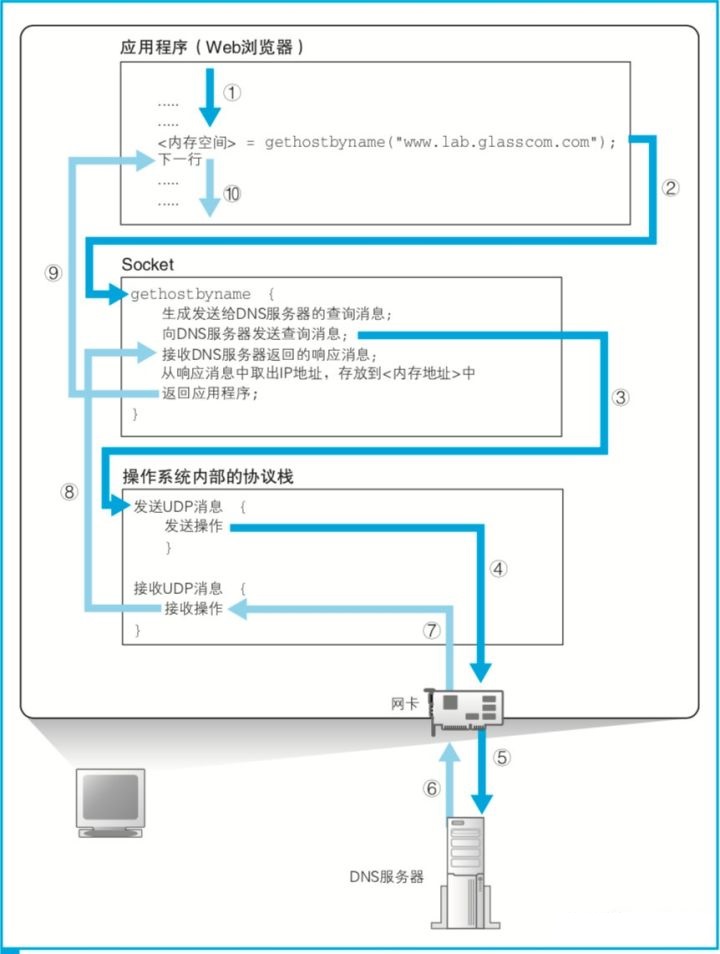 应用程序（Web浏览器）
①
.....
.....
<内存空间> = gethostbyname("www.lab.glasscom.com");
下一行
②
.....
⑩
.....
⑨
Socket
gethostbyname {
生成发送给DNS服务器的查询消息;
向DNS服务器发送查询消息;
接收DNS服务器返回的响应消息;
从响应消息中取出IP地址，存放到<内存地址>中
返回应用程序;
③
}
操作系统内部的协议栈
⑧
发送UDP消息 {
发送操作
}
④
接收UDP消息 {
接收操作
}
⑦
网卡
⑤
⑥
DNS服务器